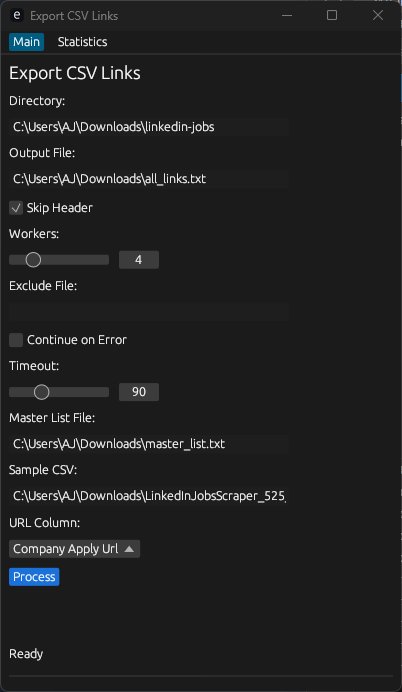 e Export CSV Links
Main Statistics
Export CSV Links
Directory:
C:\Users\AJ\Downloads\linkedin-jobs
Output File:
C:\Users\AJ\Downloads\all_links.txt
Skip Header
Workers:
4
Exclude File:
Continue on Error
Timeout:
90
Master List File:
C:\Users\AJ\Downloads\master_list.txt
Sample CSV:
C:\Users\AJ\Downloads\LinkedInJobsScraper_525_
URL Column:
Company Apply Url
Process
Ready